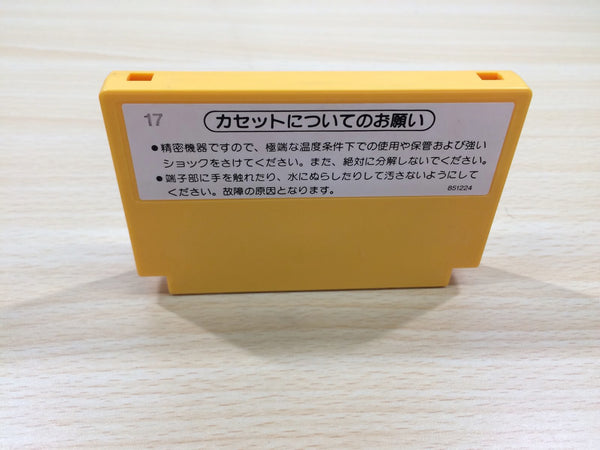 17
カセットについてのお願い
●精密機器ですので、極端な温度条件下での使用や保管および強い
ショックをさけてください。また、絶対に分解しないでください。
●端子部に手を触れたり、水にぬらしたりして汚さないようにして
ください。故障の原因となります。
851224